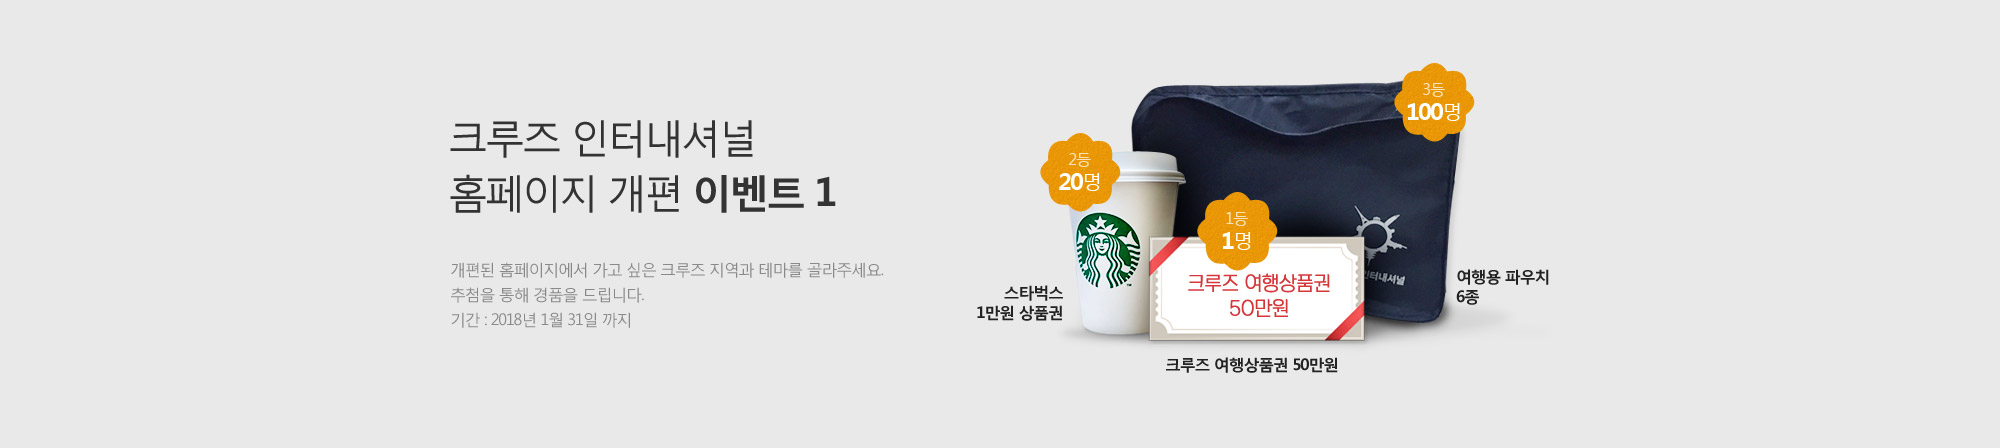 크루즈 인터내셔널
홈페이지 개편 이벤트 1
개편된 홈페이지에서 가고 싶은 크루즈 지역과 테마를 골라주세요.
추첨을 통해 경품을 드립니다.
기간 : 2018년 1월 31일 까지
3등
100명
2등
20명
1등
1명
크루즈 여행상품권
50만원
인터내셔널
스타벅스
1만원 상품권
여행용 파우치
6종
크루즈 여행상품권 50만원